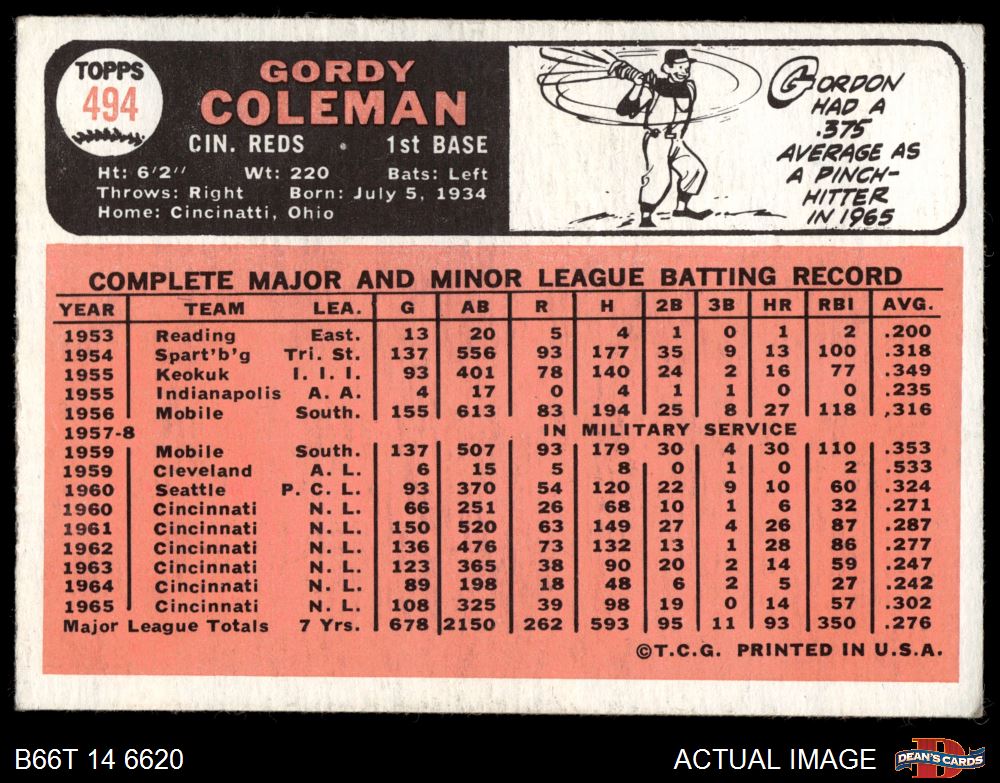 TOPPS
494
GORDY
COLEMAN
CIN. REDS • 1st BASE
Ht: 6'2" Wt: 220 Bats: Left
Throws: Right Born: July 5, 1934
Home: Cincinatti, Ohio
GORDON
HAD A
.375
AVERAGE AS
A PINCH-
HITTER
IN 1965
COMPLETE MAJOR AND MINOR LEAGUE BATTING RECORD
YEAR TEAM LEA. G AB R H 2B 3B HR RBI AVG.
1953 Reading East. 13 20 5 4 1 0 1 2 .200
1954 Spart'b'g Tri. St. 137 556 93 177 35 9 13 100 .318
1955 Keokuk I. I. I. 93 401 78 140 24 2 16 77 .349
1955 Indianapolis A. A. 4 17 0 4 1 1 0 0 .235
1956 Mobile South. 155 613 83 194 25 8 27 118 ,316
1957-8 IN MILITARY SERVICE
1959 Mobile South. 137 507 93 179 30 4 30 110 .353
1959 Cleveland A. L. 6 15 5 8 0 1 0 2 .533
1960 Seattle P. C. L. 93 370 54 120 22 9 10 60 .324
1960 Cincinnati N. L. 66 251 26 68 10 1 6 32 .271
1961 Cincinnati N. L. 150 520 63 149 27 4 26 87 .287
1962 Cincinnati N. L. 136 476 73 132 13 1 28 86 .277
1963 Cincinnati N. L. 123 365 38 90 20 2 14 59 .247
1964 Cincinnati N. L. 89 198 18 48 6 2 5 27 .242
1965 Cincinnati N. L. 108 325 39 98 19 0 14 57 .302
Major League Totals 7 Yrs. 678 2150 262 593 95 11 93 350 .276
©T.C.G. PRINTED IN U.S.A.
B66T 14 6620
ACTUAL IMAGE
D
DEAN'S CARDS